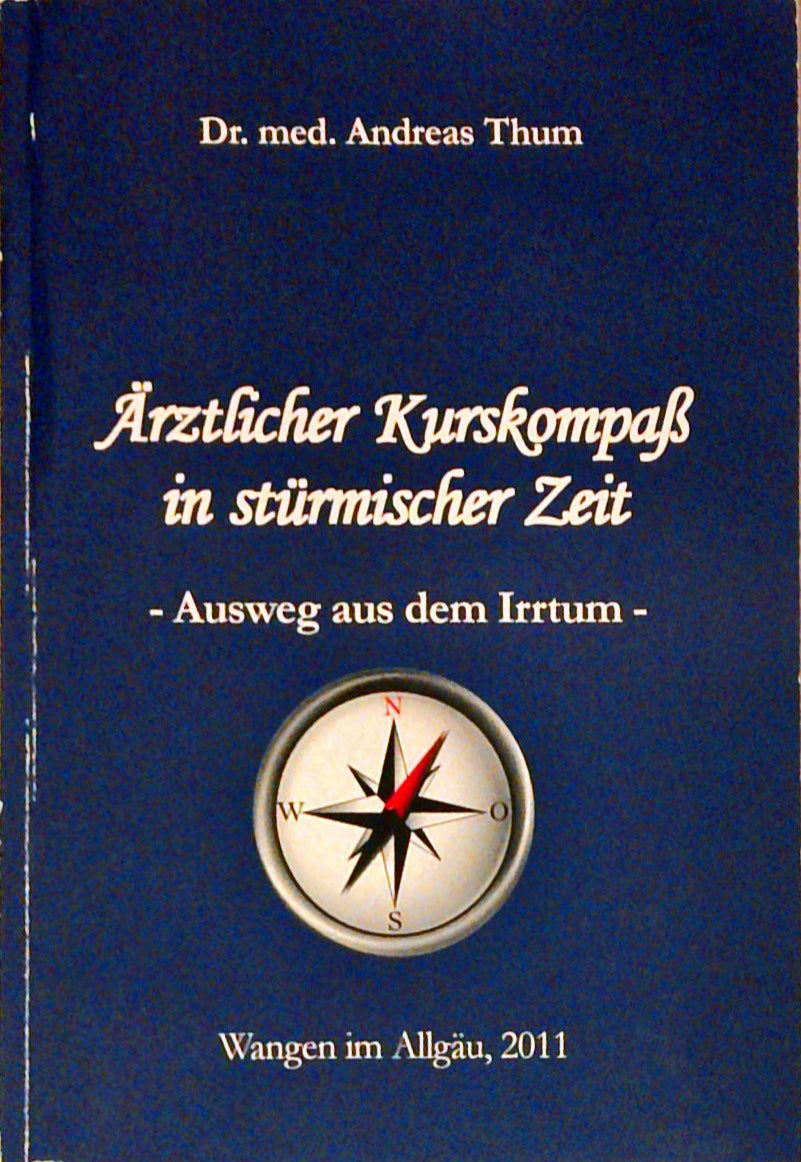 Dr. med. Andreas Thum
Ärztlicher Kurskompaß
in stürmischer Zeit
- Ausweg aus dem Irrtum -
N
W
O
S
Wangen im Allgäu, 2011